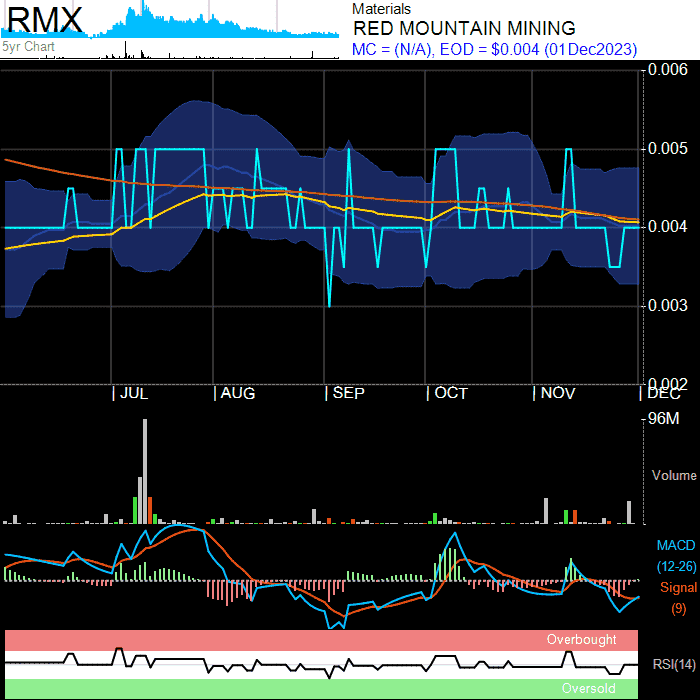 RMX
5yr Chart
Materials
RED MOUNTAIN MINING
MC = (N/A), EOD = $0.004 (01Dec2023)
0.006
0.005
0.004
0.003
0.002
| JUL | AUG | SEP | OCT | NOV | DEC
96M
Volume
MACD
(12-26)
Signal
(9)
Overbought
RSI(14)
Oversold